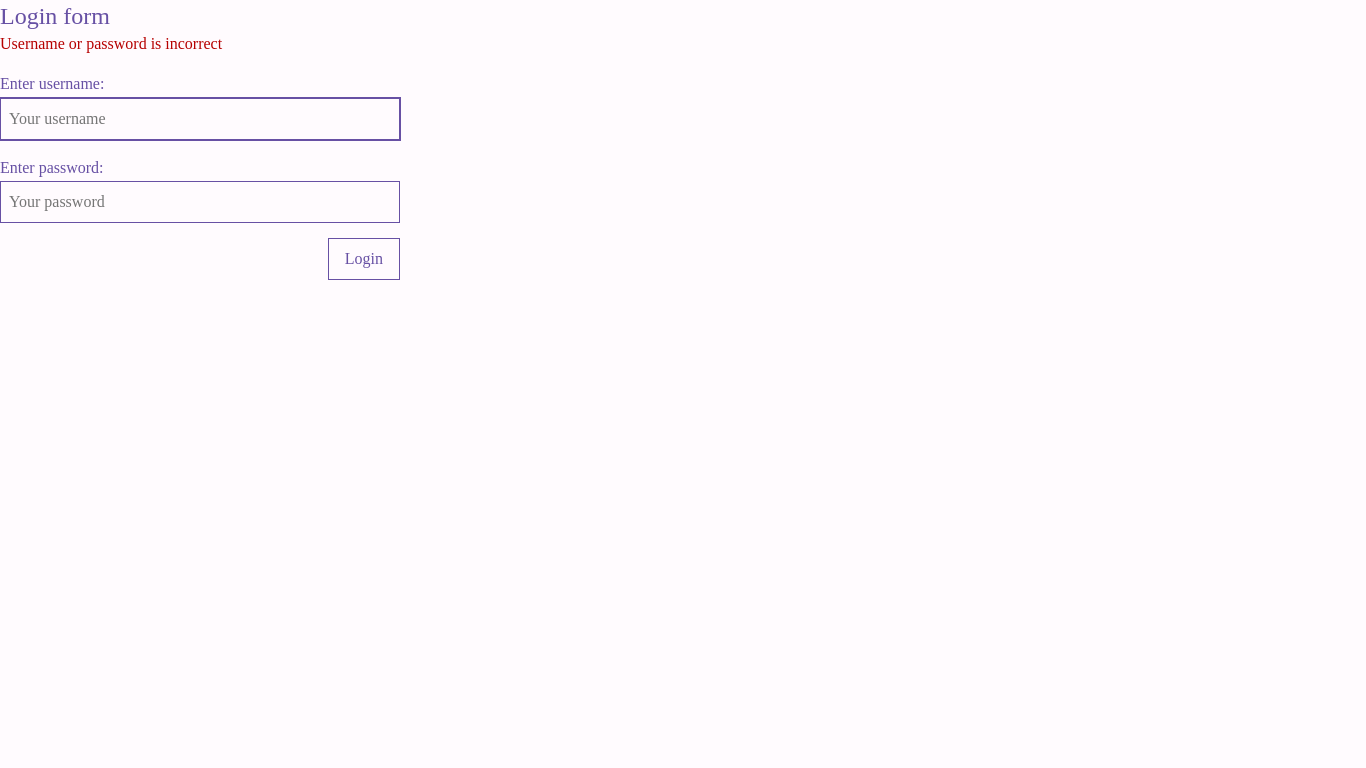 Login form
Username or password is incorrect
Enter username:
Your username
Enter password:
Your password
Login